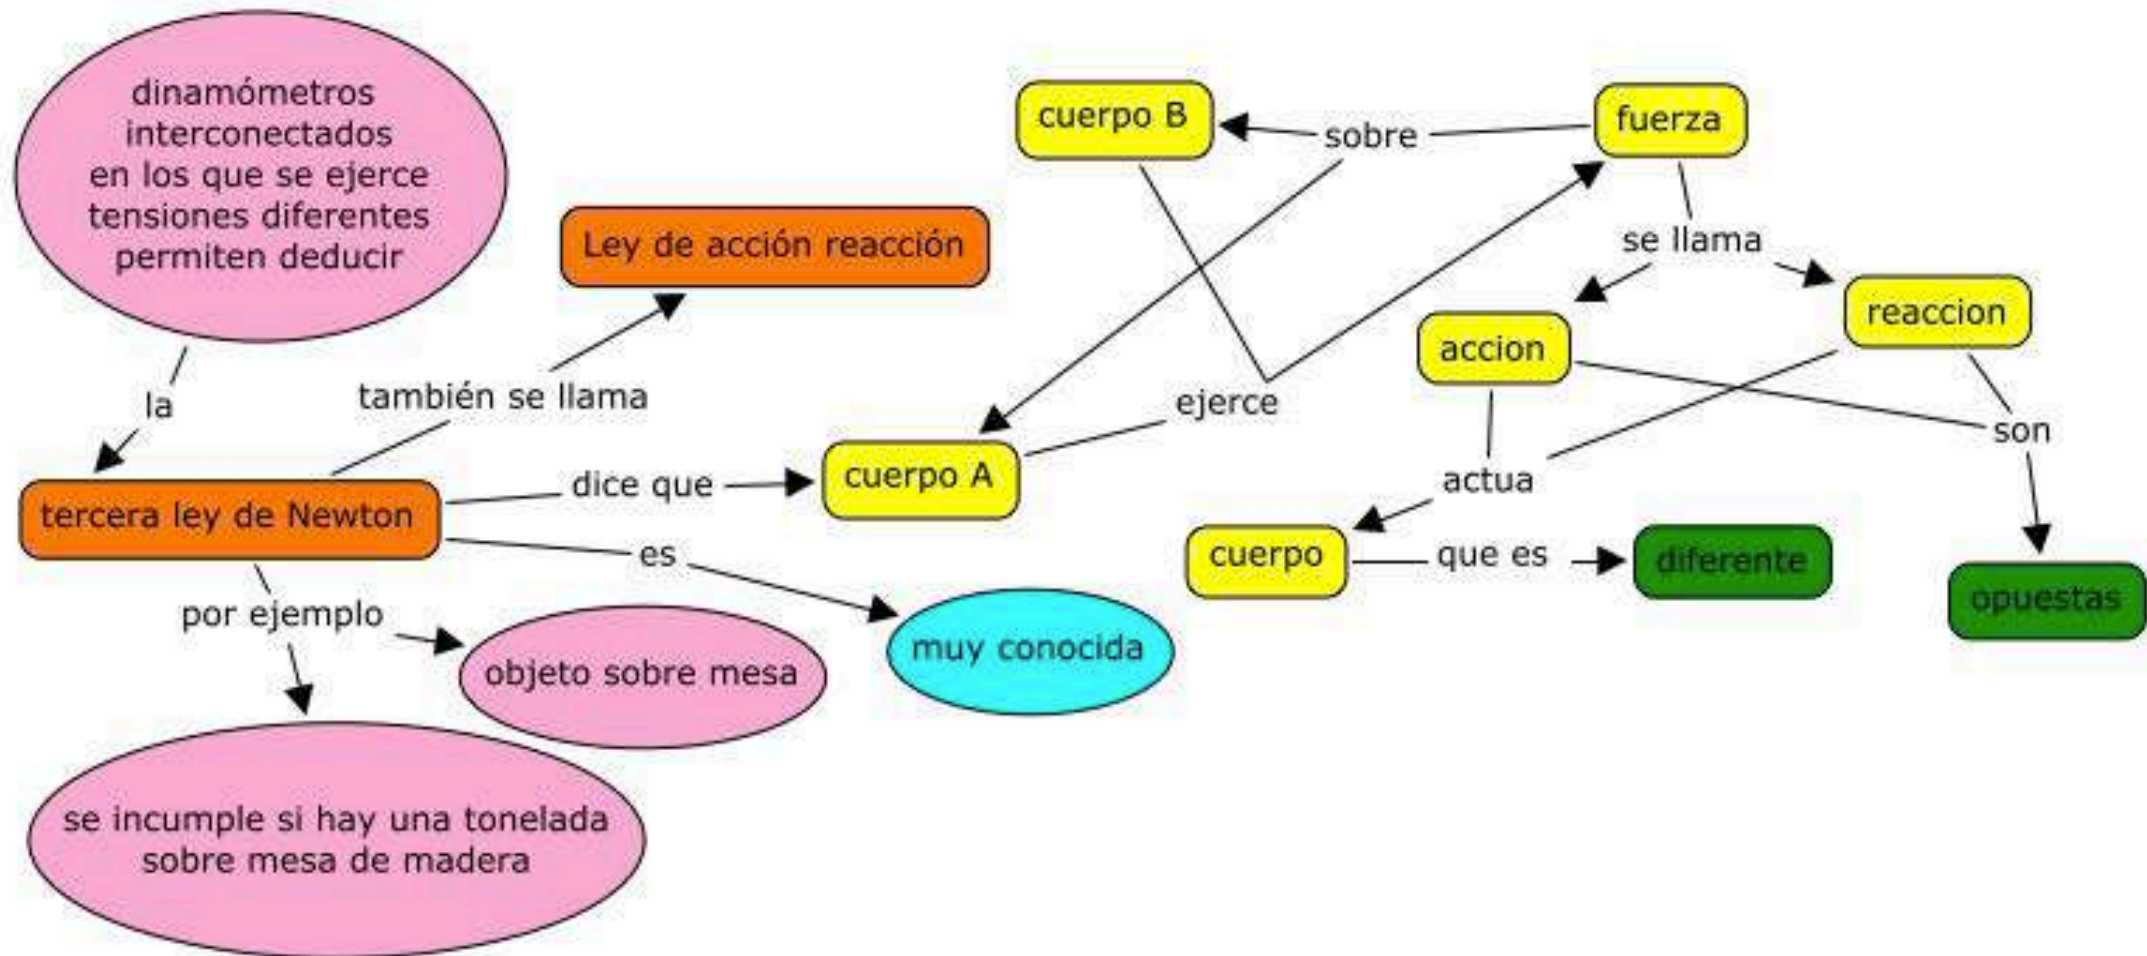 dinamómetros
interconectados
en los que se ejerce
tensiones diferentes
permiten deducir
la
tercera ley de Newton
también se llama
Ley de acción reacción
dice que
cuerpo A
es
muy conocida
por ejemplo
objeto sobre mesa
se incumple si hay una tonelada
sobre mesa de madera
cuerpo B
sobre
fuerza
ejerce
se llama
accion
reaccion
actua
son
cuerpo
que es
diferente
opuestas